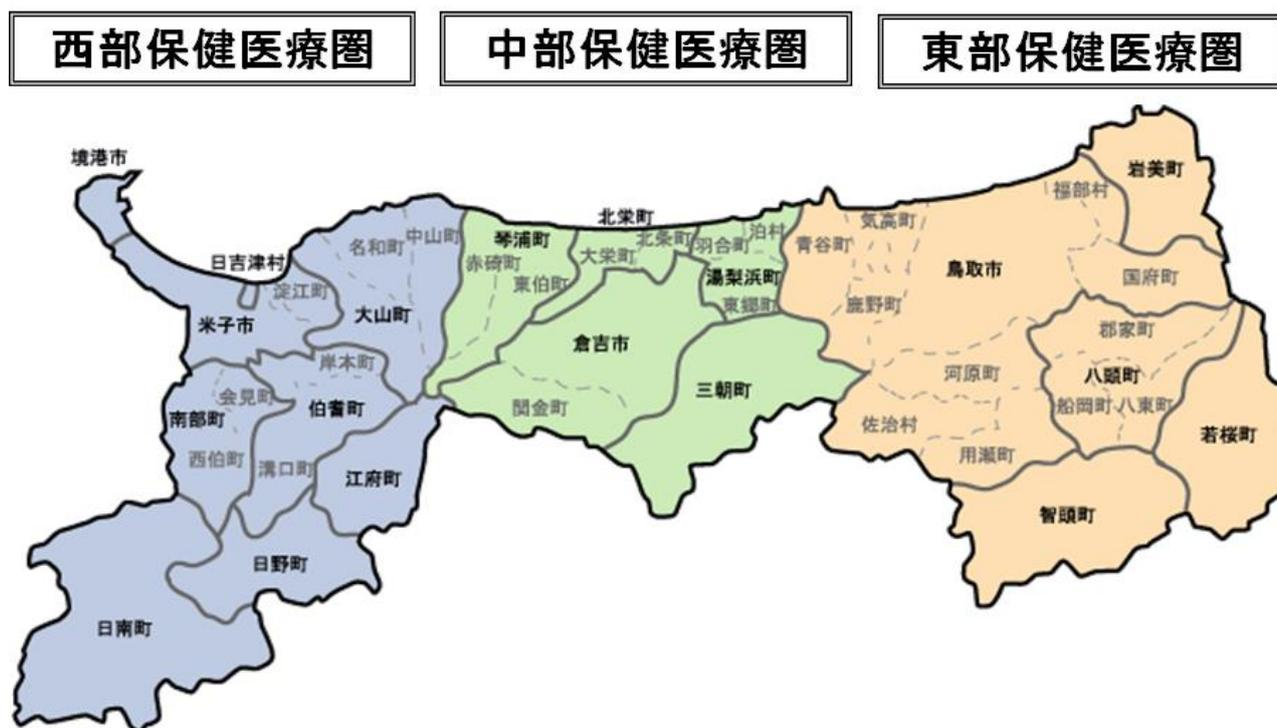 西部保健医療圏
中部保健医療圏
東部保健医療圏
境港市
日吉津村
米子市
淀江町
名和町
中山町
大山町
岸本町
会見町
南部町
伯耆町
西伯町
溝口町
江府町
日野町
日南町
北栄町
琴浦町
赤碕町
東伯町
大栄町
北条町
羽合町
泊村
湯梨浜町
東郷町
倉吉市
関金町
三朝町
岩美町
福部村
気高町
青谷町
鳥取市
国府町
鹿野町
郡家町
河原町
八頭町
船岡町
八東町
佐治村
用瀬町
若桜町
智頭町